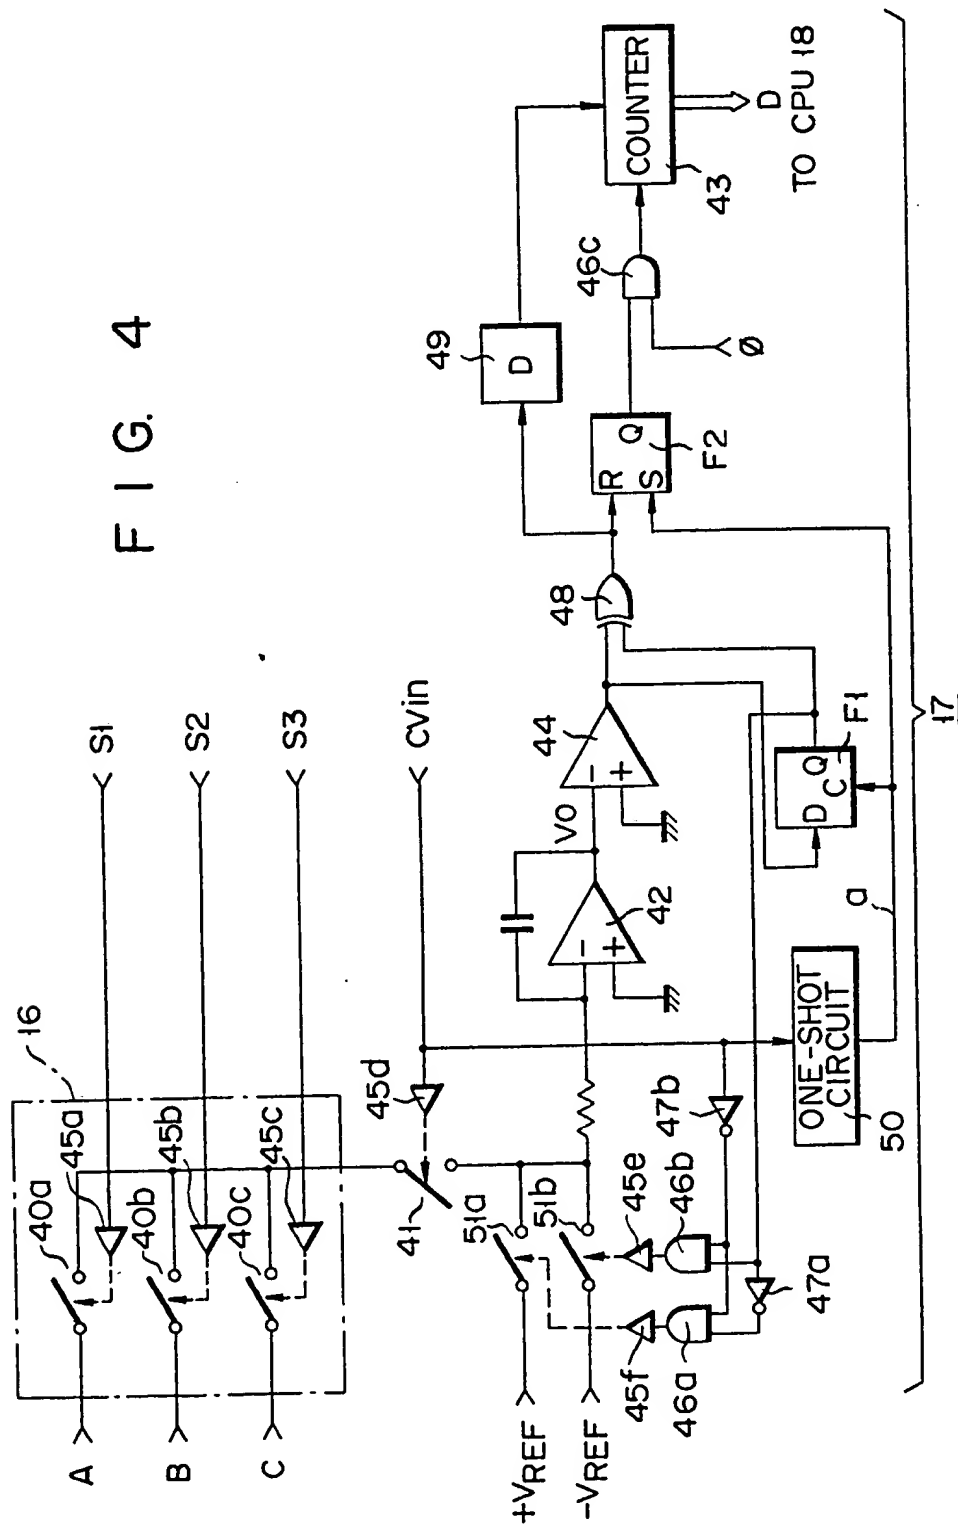 FIG. 4
16
A
B
C
40a
40b
40c
45a
45b
45c
S1
S2
S3
CVin
45d
41
51a
51b
+VREF
-VREF
45e
45f
46a
46b
47a
47b
-
+
42
VO
-
+
44
48
49
D
R
S
Q
F2
46C
Ø
COUNTER
43
D
TO CPU 18
D
C
Q
F1
a
ONE-SHOT
CIRCUIT
50
17